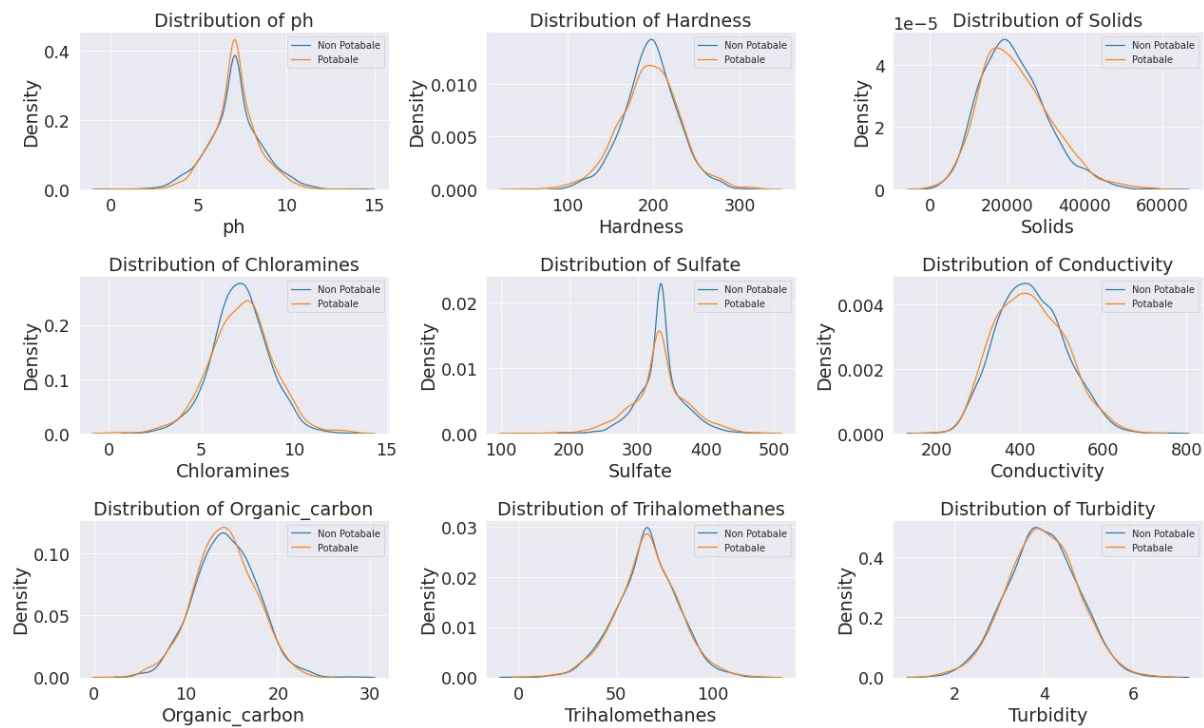 Distribution of ph
Density
0.4
0.2
0.0
0
5
10
15
ph
Non Potabale
Potabale
Distribution of Hardness
Density
0.010
0.005
0.000
100
200
300
Hardness
Non Potabale
Potabale
Distribution of Solids
1e−5
Density
4
2
0
0
20000
40000
60000
Solids
Non Potabale
Potabale
Distribution of Chloramines
Density
0.2
0.1
0.0
0
5
10
15
Chloramines
Non Potabale
Potabale
Distribution of Sulfate
Density
0.02
0.01
0.00
100
200
300
400
500
Sulfate
Non Potabale
Potabale
Distribution of Conductivity
Density
0.004
0.002
0.000
200
400
600
800
Conductivity
Non Potabale
Potabale
Distribution of Organic_carbon
Density
0.10
0.05
0.00
0
10
20
30
Organic_carbon
Non Potabale
Potabale
Distribution of Trihalomethanes
Density
0.03
0.02
0.01
0.00
0
50
100
Trihalomethanes
Non Potabale
Potabale
Distribution of Turbidity
Density
0.4
0.2
0.0
2
4
6
Turbidity
Non Potabale
Potabale